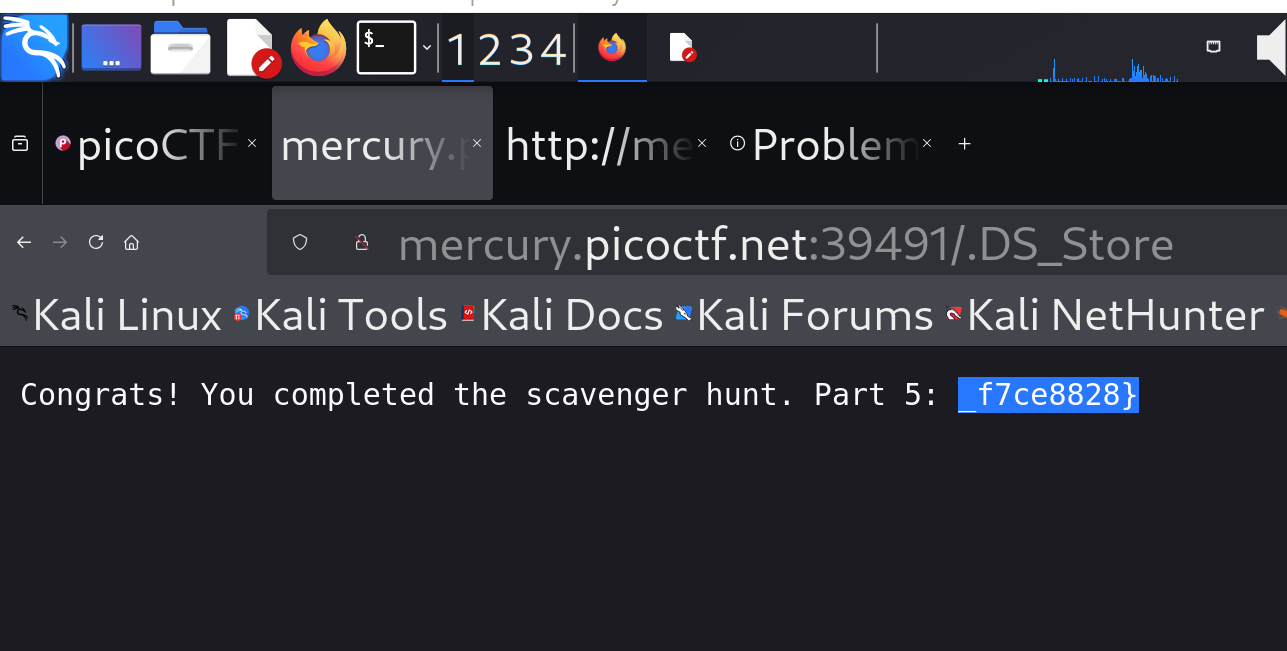 $_
1 2 3 4
picoCTF
mercury.p
http://me
Problem
mercury.picoctf.net:39491/.DS_Store
Kali Linux Kali Tools Kali Docs Kali Forums Kali NetHunter
Congrats! You completed the scavenger hunt. Part 5: _f7ce8828}